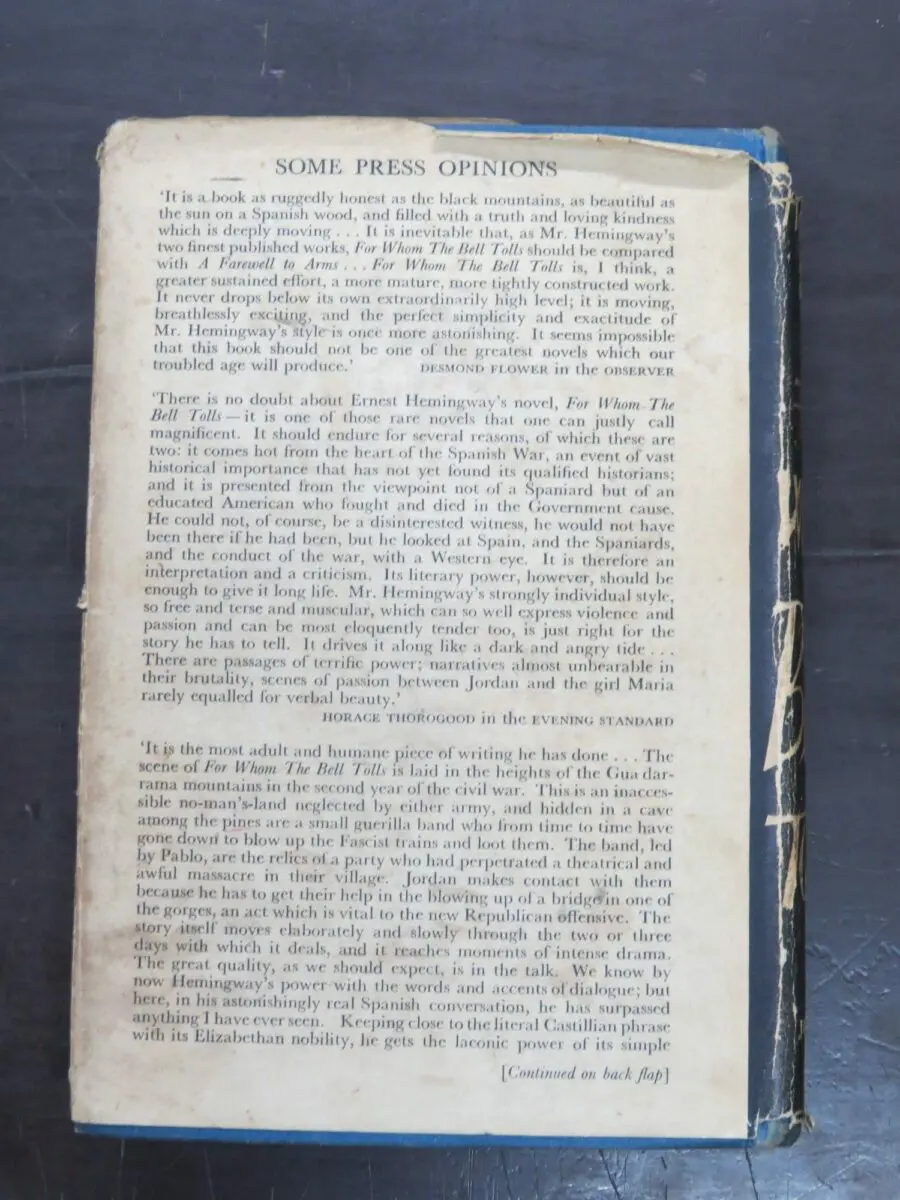 SOME PRESS OPINIONS
'It is a book as ruggedly honest as the black mountains, as beautiful as
the sun on a Spanish wood, and filled with a truth and loving kindness
which is deeply moving . . . It is inevitable that, as Mr. Hemingway's
two finest published works, For Whom The Bell Tolls should be compared
with A Farewell to Arms . . . For Whom The Bell Tolls is, I think, a
greater sustained effort, a more mature, more tightly constructed work.
It never drops below its own extraordinarily high level; it is moving,
breathlessly exciting, and the perfect simplicity and exactitude of
Mr. Hemingway's style is once more astonishing. It seems impossible
that this book should not be one of the greatest novels which our
troubled age will produce.' DESMOND FLOWER in the OBSERVER
'There is no doubt about Ernest Hemingway's novel, For Whom The
Bell Tolls — it is one of those rare novels that one can justly call
magnificent. It should endure for several reasons, of which these are
two: it comes hot from the heart of the Spanish War, an event of vast
historical importance that has not yet found its qualified historians;
and it is presented from the viewpoint not of a Spaniard but of an
educated American who fought and died in the Government cause.
He could not, of course, be a disinterested witness, he would not have
been there if he had been, but he looked at Spain, and the Spaniards,
and the conduct of the war, with a Western eye. It is therefore an
interpretation and a criticism. Its literary power, however, should be
enough to give it long life. Mr. Hemingway's strongly individual style,
so free and terse and muscular, which can so well express violence and
passion and can be most eloquently tender too, is just right for the
story he has to tell. It drives it along like a dark and angry tide . . .
There are passages of terrific power; narratives almost unbearable in
their brutality, scenes of passion between Jordan and the girl Maria
rarely equalled for verbal beauty.'
HORACE THOROGOOD in the EVENING STANDARD
'It is the most adult and humane piece of writing he has done . . . The
scene of For Whom The Bell Tolls is laid in the heights of the Guadar-
rama mountains in the second year of the civil war. This is an inacces-
sible no-man's-land neglected by either army, and hidden in a cave
among the pines are a small guerilla band who from time to time have
gone down to blow up the Fascist trains and loot them. The band, led
by Pablo, are the relics of a party who had perpetrated a theatrical and
awful massacre in their village. Jordan makes contact with them
because he has to get their help in the blowing up of a bridge in one of
the gorges, an act which is vital to the new Republican offensive. The
story itself moves elaborately and slowly through the two or three
days with which it deals, and it reaches moments of intense drama.
The great quality, as we should expect, is in the talk. We know by
now Hemingway's power with the words and accents of dialogue; but
here, in his astonishingly real Spanish conversation, he has surpassed
anything I have ever seen. Keeping close to the literal Castillian phrase
with its Elizabethan nobility, he gets the laconic power of its simple
[Continued on back flap]